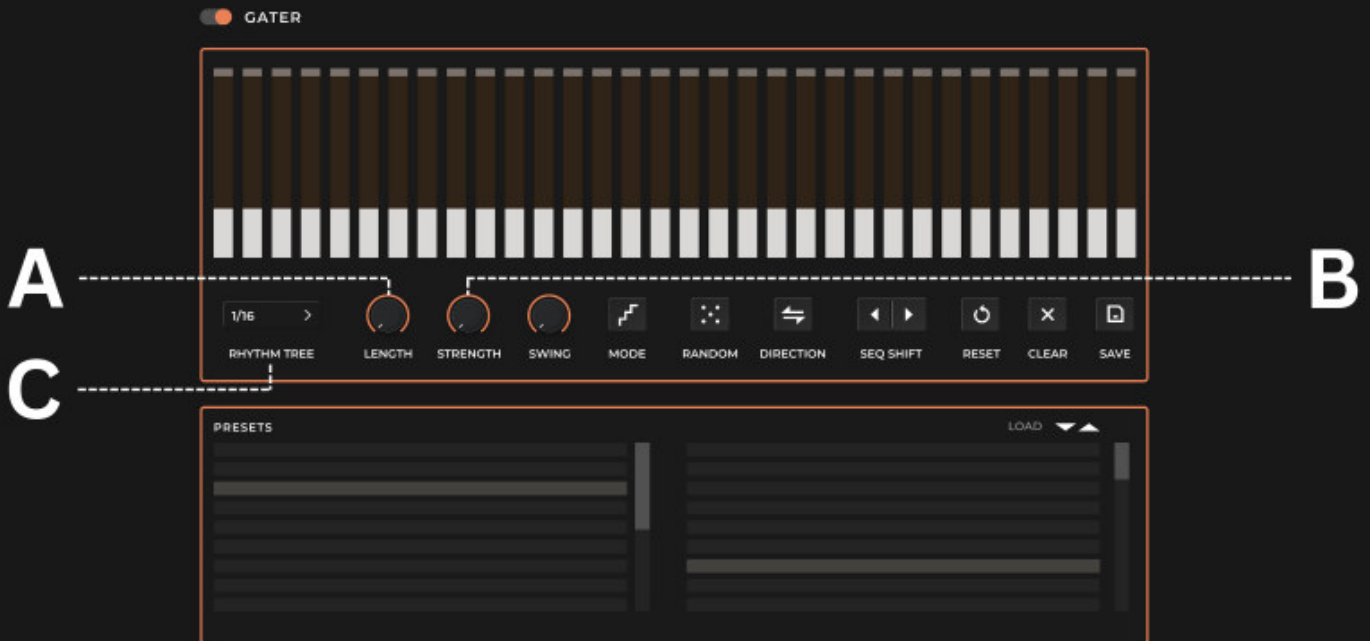 GATER
A
B
1/16
RHYTHM TREE LENGTH STRENGTH SWING MODE RANDOM DIRECTION SEQ SHIFT RESET CLEAR SAVE
C
PRESETS LOAD